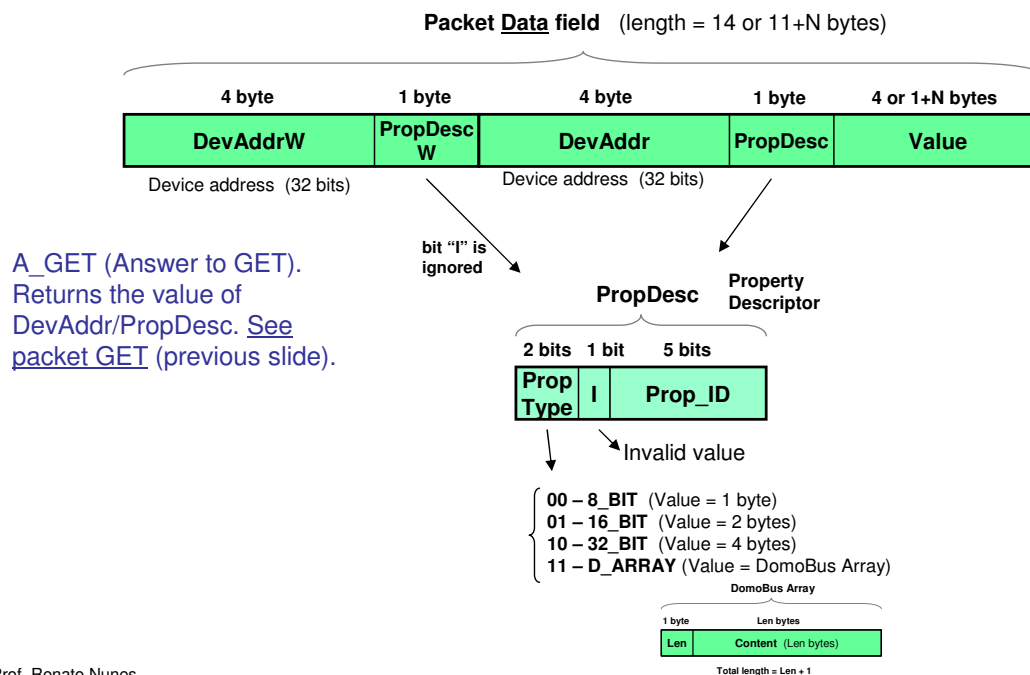 Packet Data field (length = 14 or 11+N bytes)
4 byte 1 byte 4 byte 1 byte 4 or 1+N bytes
DevAddrW PropDesc W DevAddr PropDesc Value
Device address (32 bits) Device address (32 bits)
bit “I” is
ignored
A_GET (Answer to GET).
Returns the value of
DevAddr/PropDesc. See
packet GET (previous slide).
PropDesc
Property
Descriptor
2 bits 1 bit 5 bits
Prop Type I Prop_ID
Invalid value
00 – 8_BIT (Value = 1 byte)
01 – 16_BIT (Value = 2 bytes)
10 – 32_BIT (Value = 4 bytes)
11 – D_ARRAY (Value = DomoBus Array)
DomoBus Array
1 byte Len bytes
Len Content (Len bytes)
Total length = Len + 1
Prof. Renato Nunes